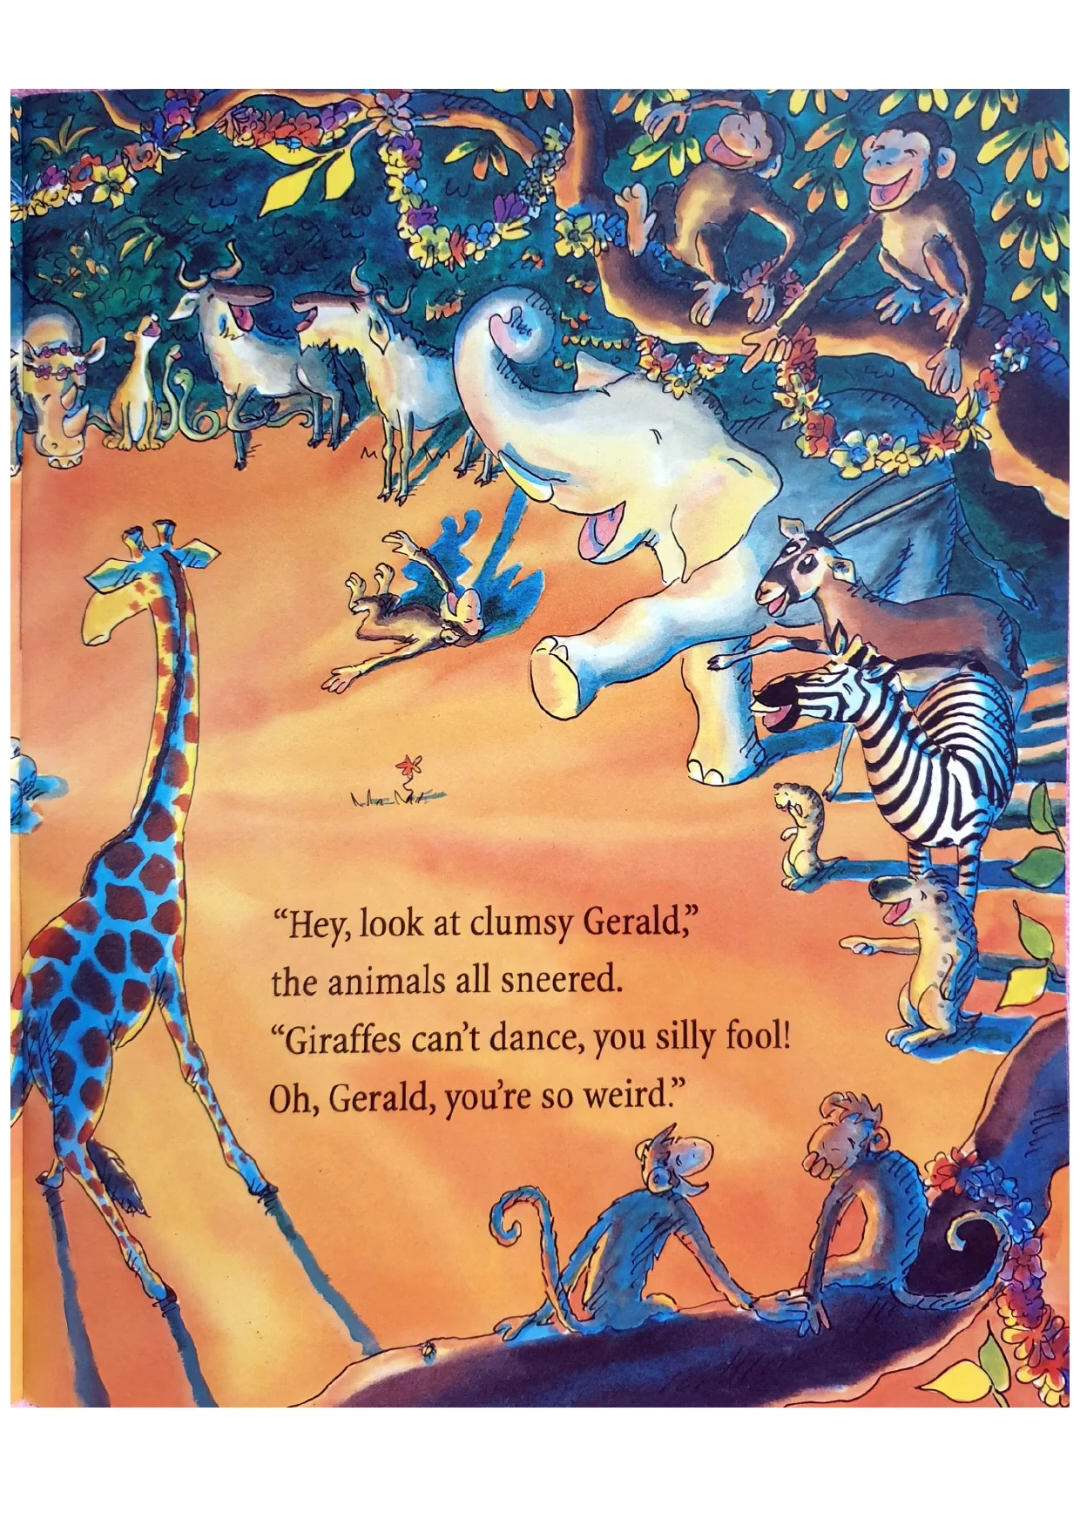 “Hey, look at clumsy Gerald,”
the animals all sneered.
“Giraffes can’t dance, you silly fool!
Oh, Gerald, you’re so weird.”